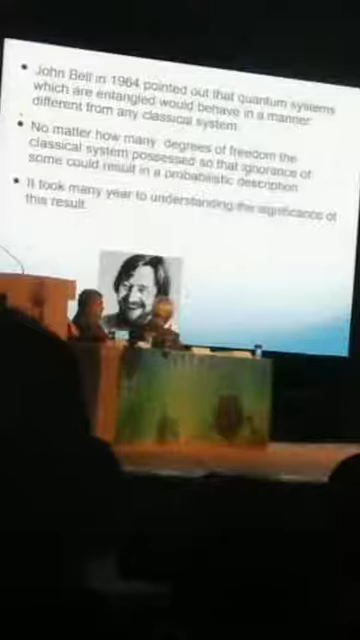 • John Bell in 1964 pointed out that quantum systems
which are entangled would behave in a manner
different from any classical system.
• No matter how many degrees of freedom the
classical system possessed so that ignorance of
some could result in a probabilistic description
• It took many year to understanding the significance of
this result.